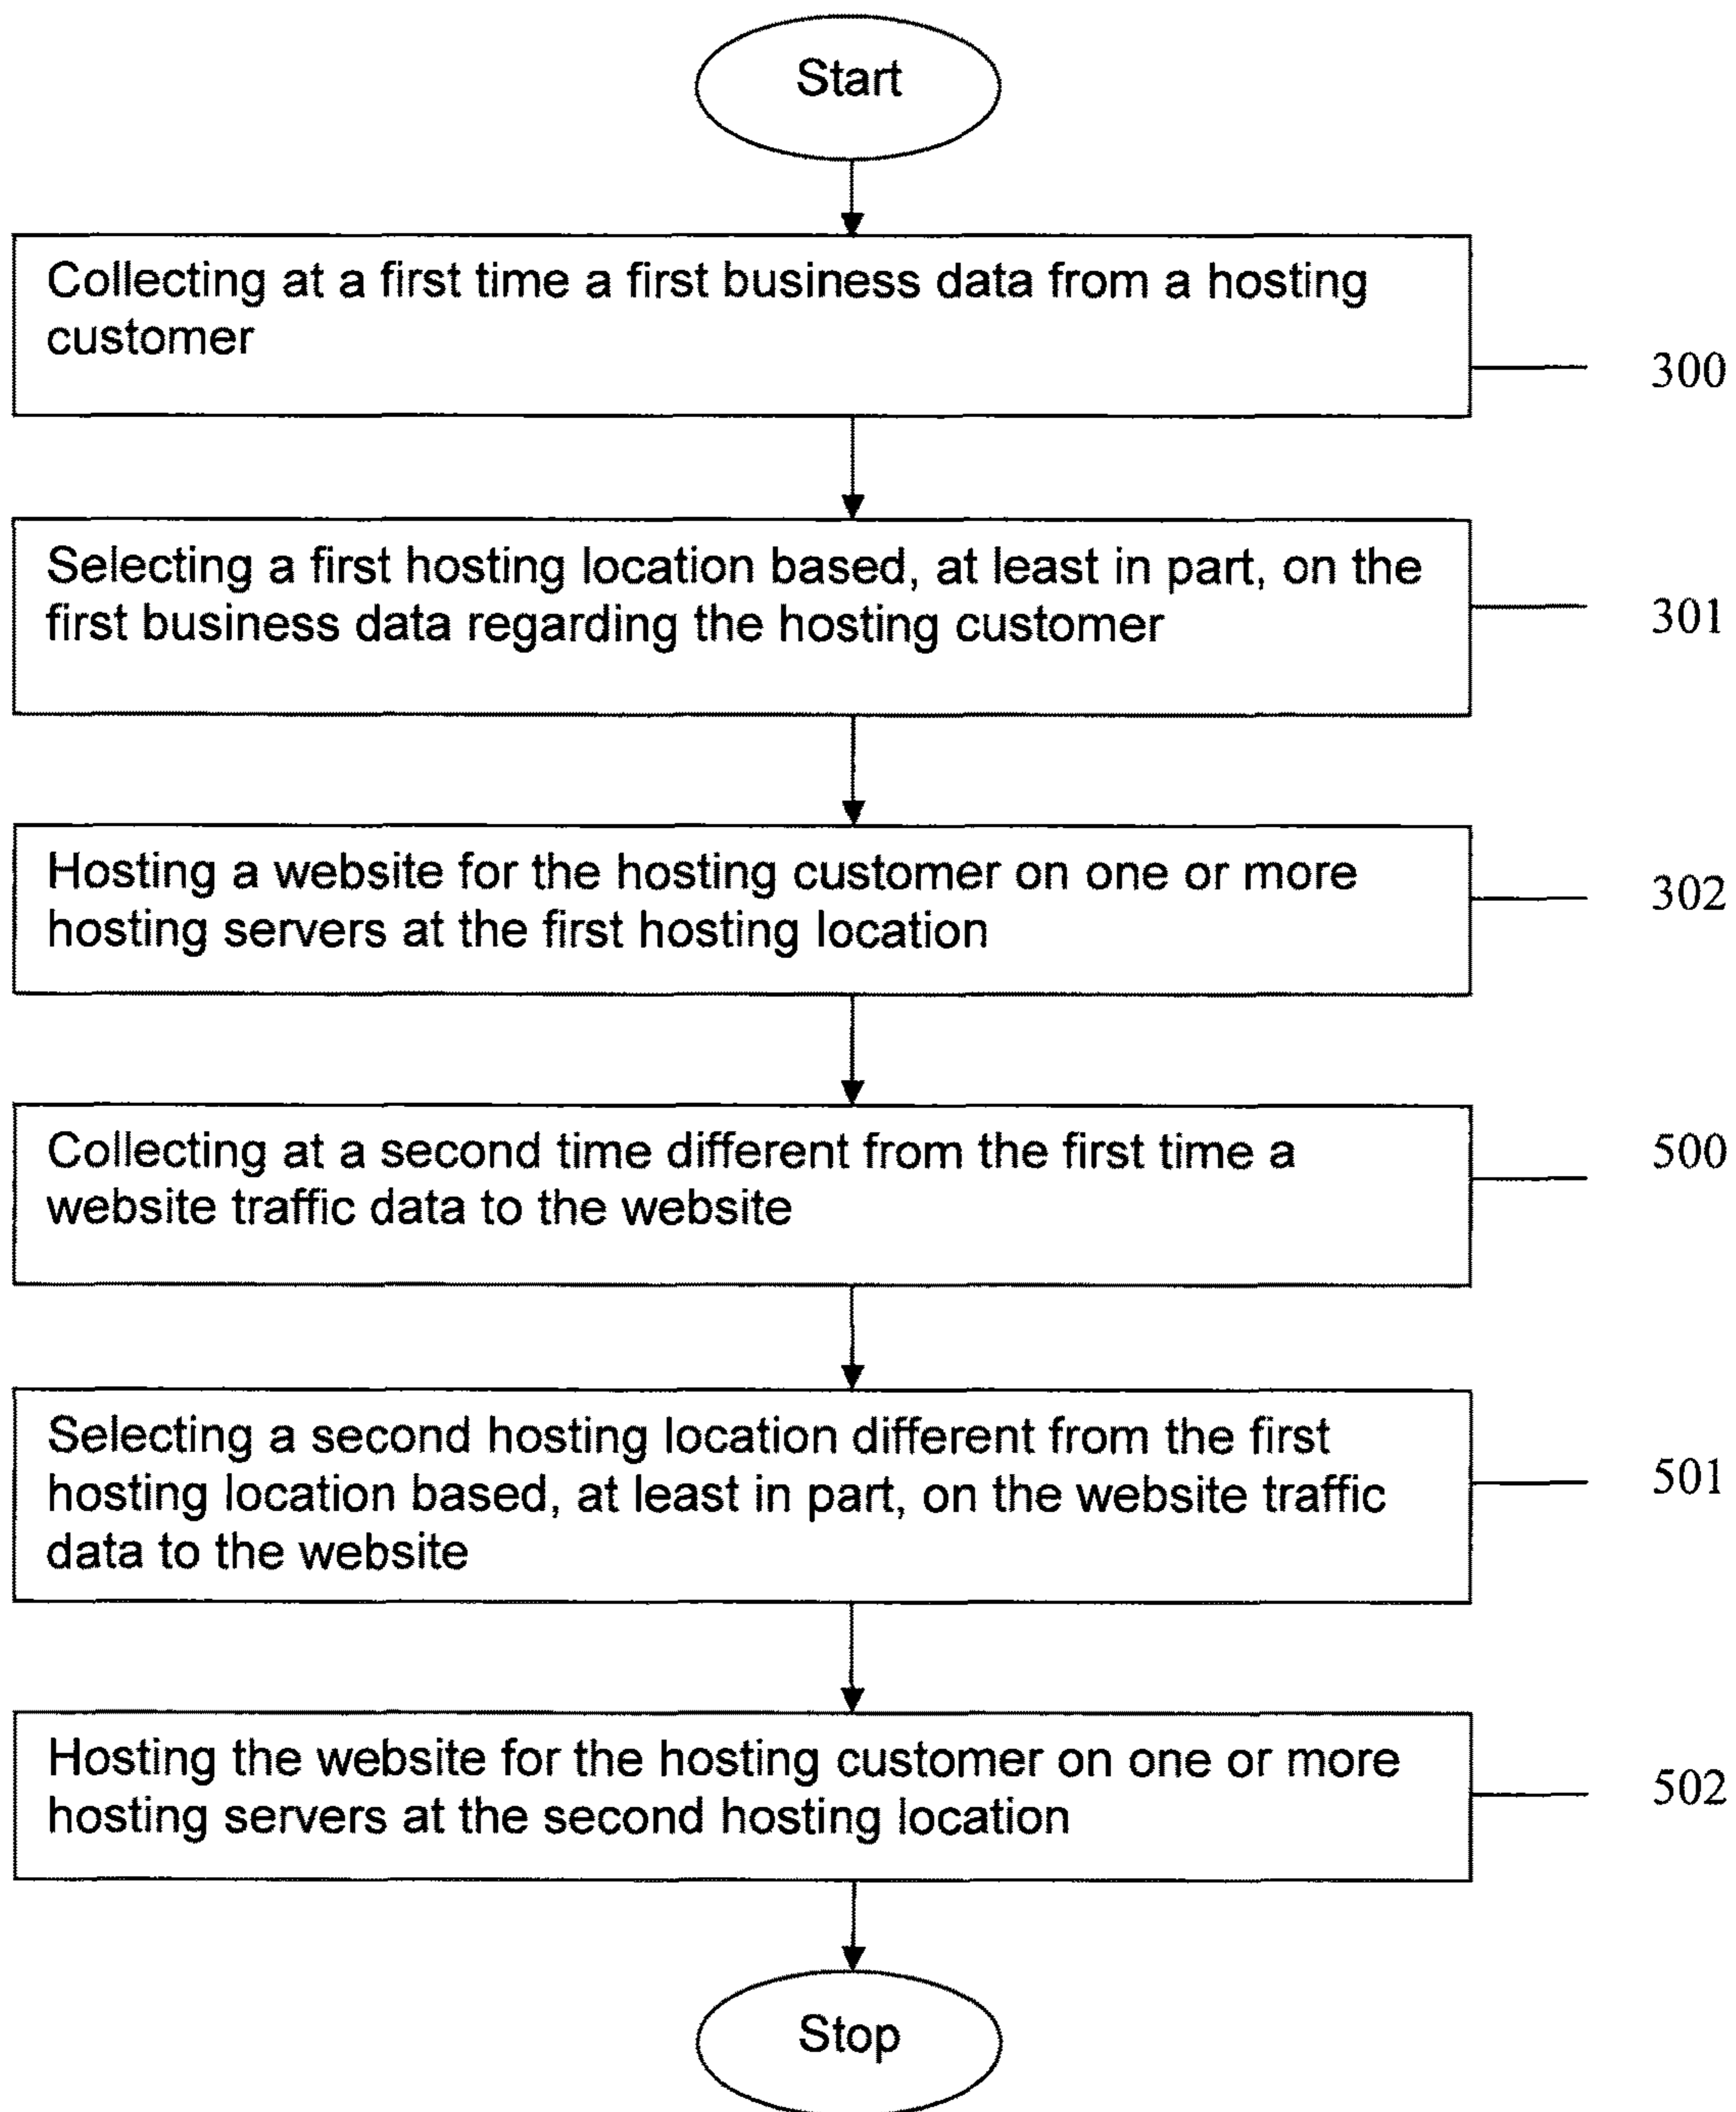 Start
Collecting at a first time a first business data from a hosting
customer
300
Selecting a first hosting location based, at least in part, on the
first business data regarding the hosting customer
301
Hosting a website for the hosting customer on one or more
hosting servers at the first hosting location
302
Collecting at a second time different from the first time a
website traffic data to the website
500
Selecting a second hosting location different from the first
hosting location based, at least in part, on the website traffic
data to the website
501
Hosting the website for the hosting customer on one or more
hosting servers at the second hosting location
502
Stop